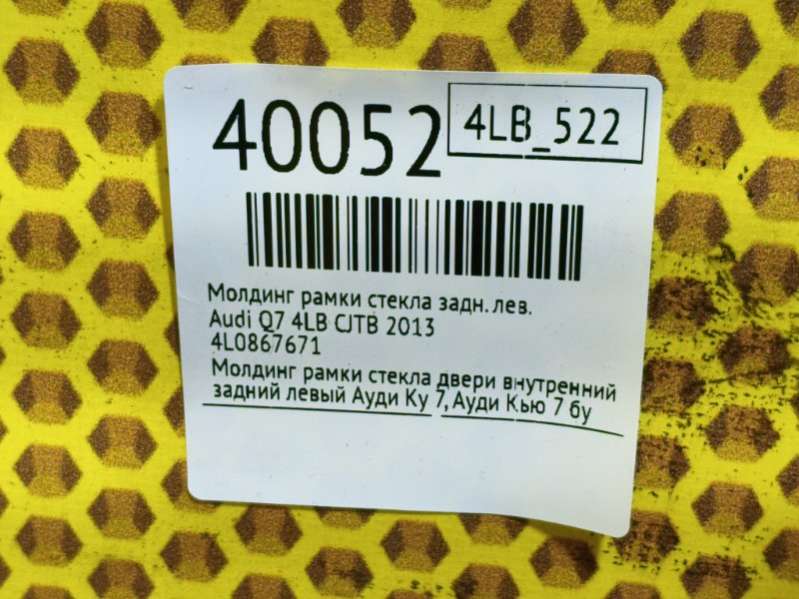 40052
4LB_522
Молдинг рамки стекла задн. лев.
Audi Q7 4LB CJTB 2013
4L0867671
Молдинг рамки стекла двери внутренний
задний левый Ауди Ку 7, Ауди Кью 7 бу